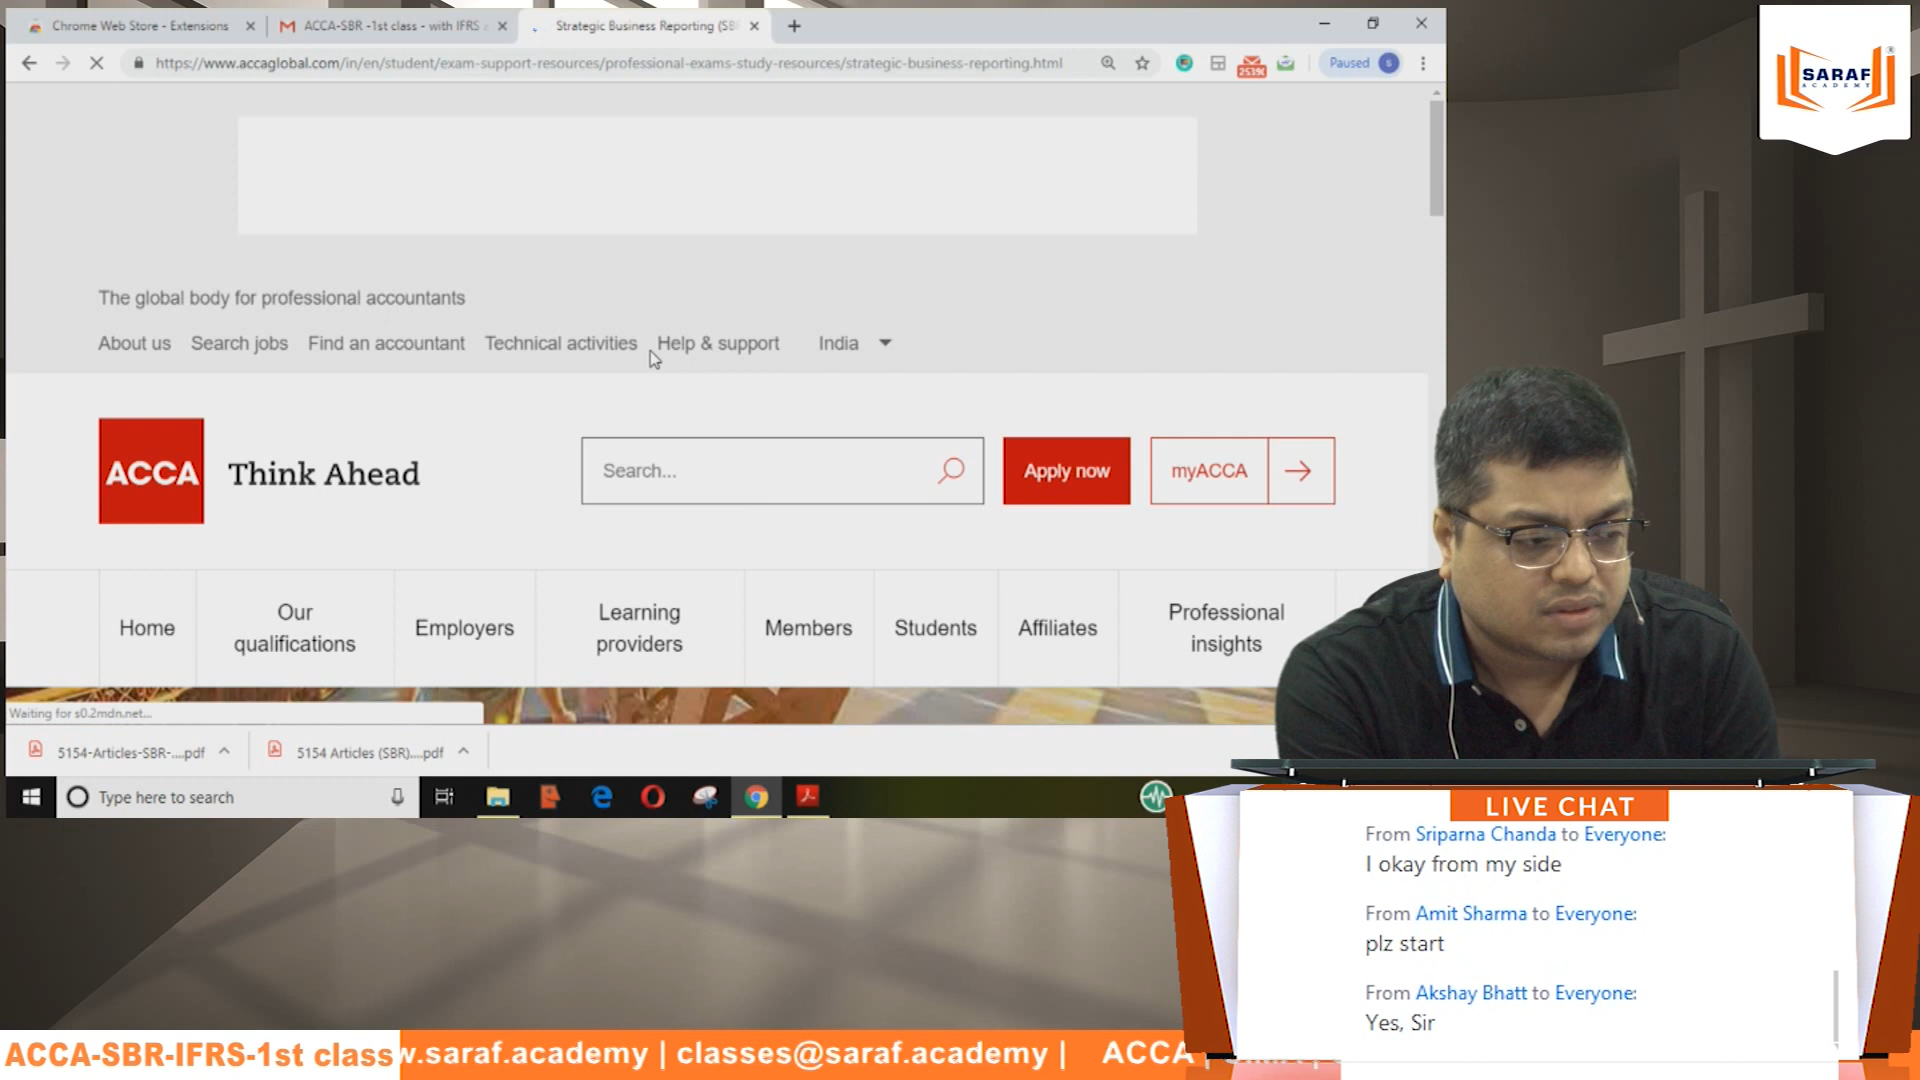 Chrome Web Store - Extensions
ACCA-SBR -1st class - with IFRS
Strategic Business Reporting (SB
https://www.accaglobal.com/in/en/student/exam-support-resources/professional-exams-study-resources/strategic-business-reporting.html
Paused
The global body for professional accountants
About us Search jobs Find an accountant Technical activities Help & support India
ACCA Think Ahead
Search...
Apply now
myACCA
Home
Our qualifications
Employers
Learning providers
Members
Students
Affiliates
Professional insights
Waiting for s0.2mdn.net...
5154-Articles-SBR-....pdf
5154 Articles (SBR)....pdf
Type here to search
SARAF
ACADEMY
LIVE CHAT
From Sriparna Chanda to Everyone:
I okay from my side
From Amit Sharma to Everyone:
plz start
From Akshay Bhatt to Everyone:
Yes, Sir
ACCA-SBR-IFRS-1st class
w.saraf.academy | classes@saraf.academy | ACCA